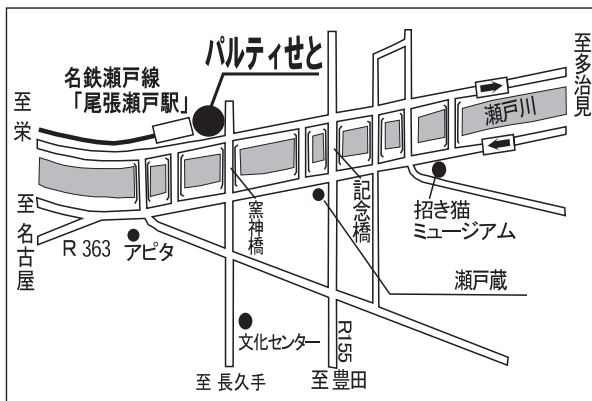 パルティせと
名鉄瀬戸線
「尾張瀬戸駅」
至栄
至多治見
瀬戸川
至名古屋
R 363
アピタ
窯神橋
記念橋
招き猫
ミュージアム
瀬戸蔵
文化センター
R155
至 長久手
至 豊田